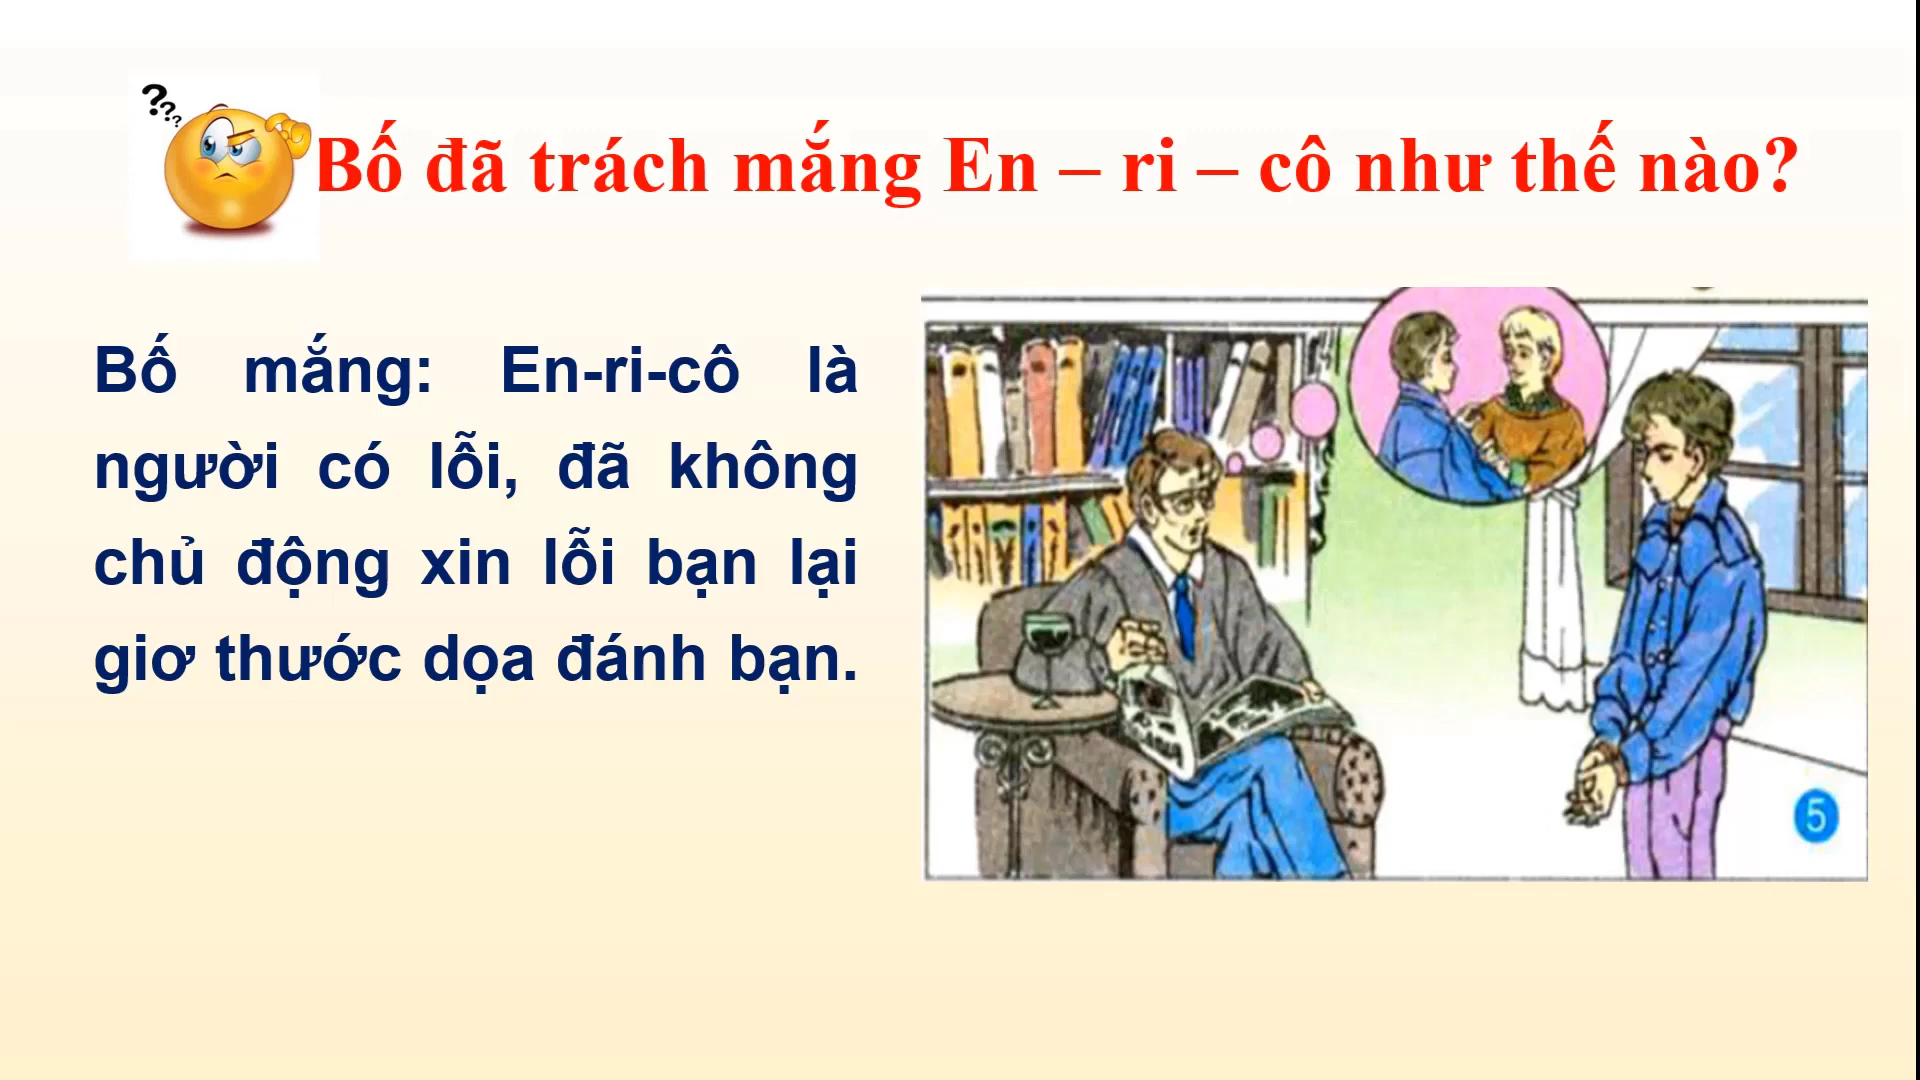 ???
Bố đã trách mắng En – ri – cô như thế nào?
Bố mắng: En-ri-cô là
người có lỗi, đã không
chủ động xin lỗi bạn lại
giơ thước dọa đánh bạn.
5